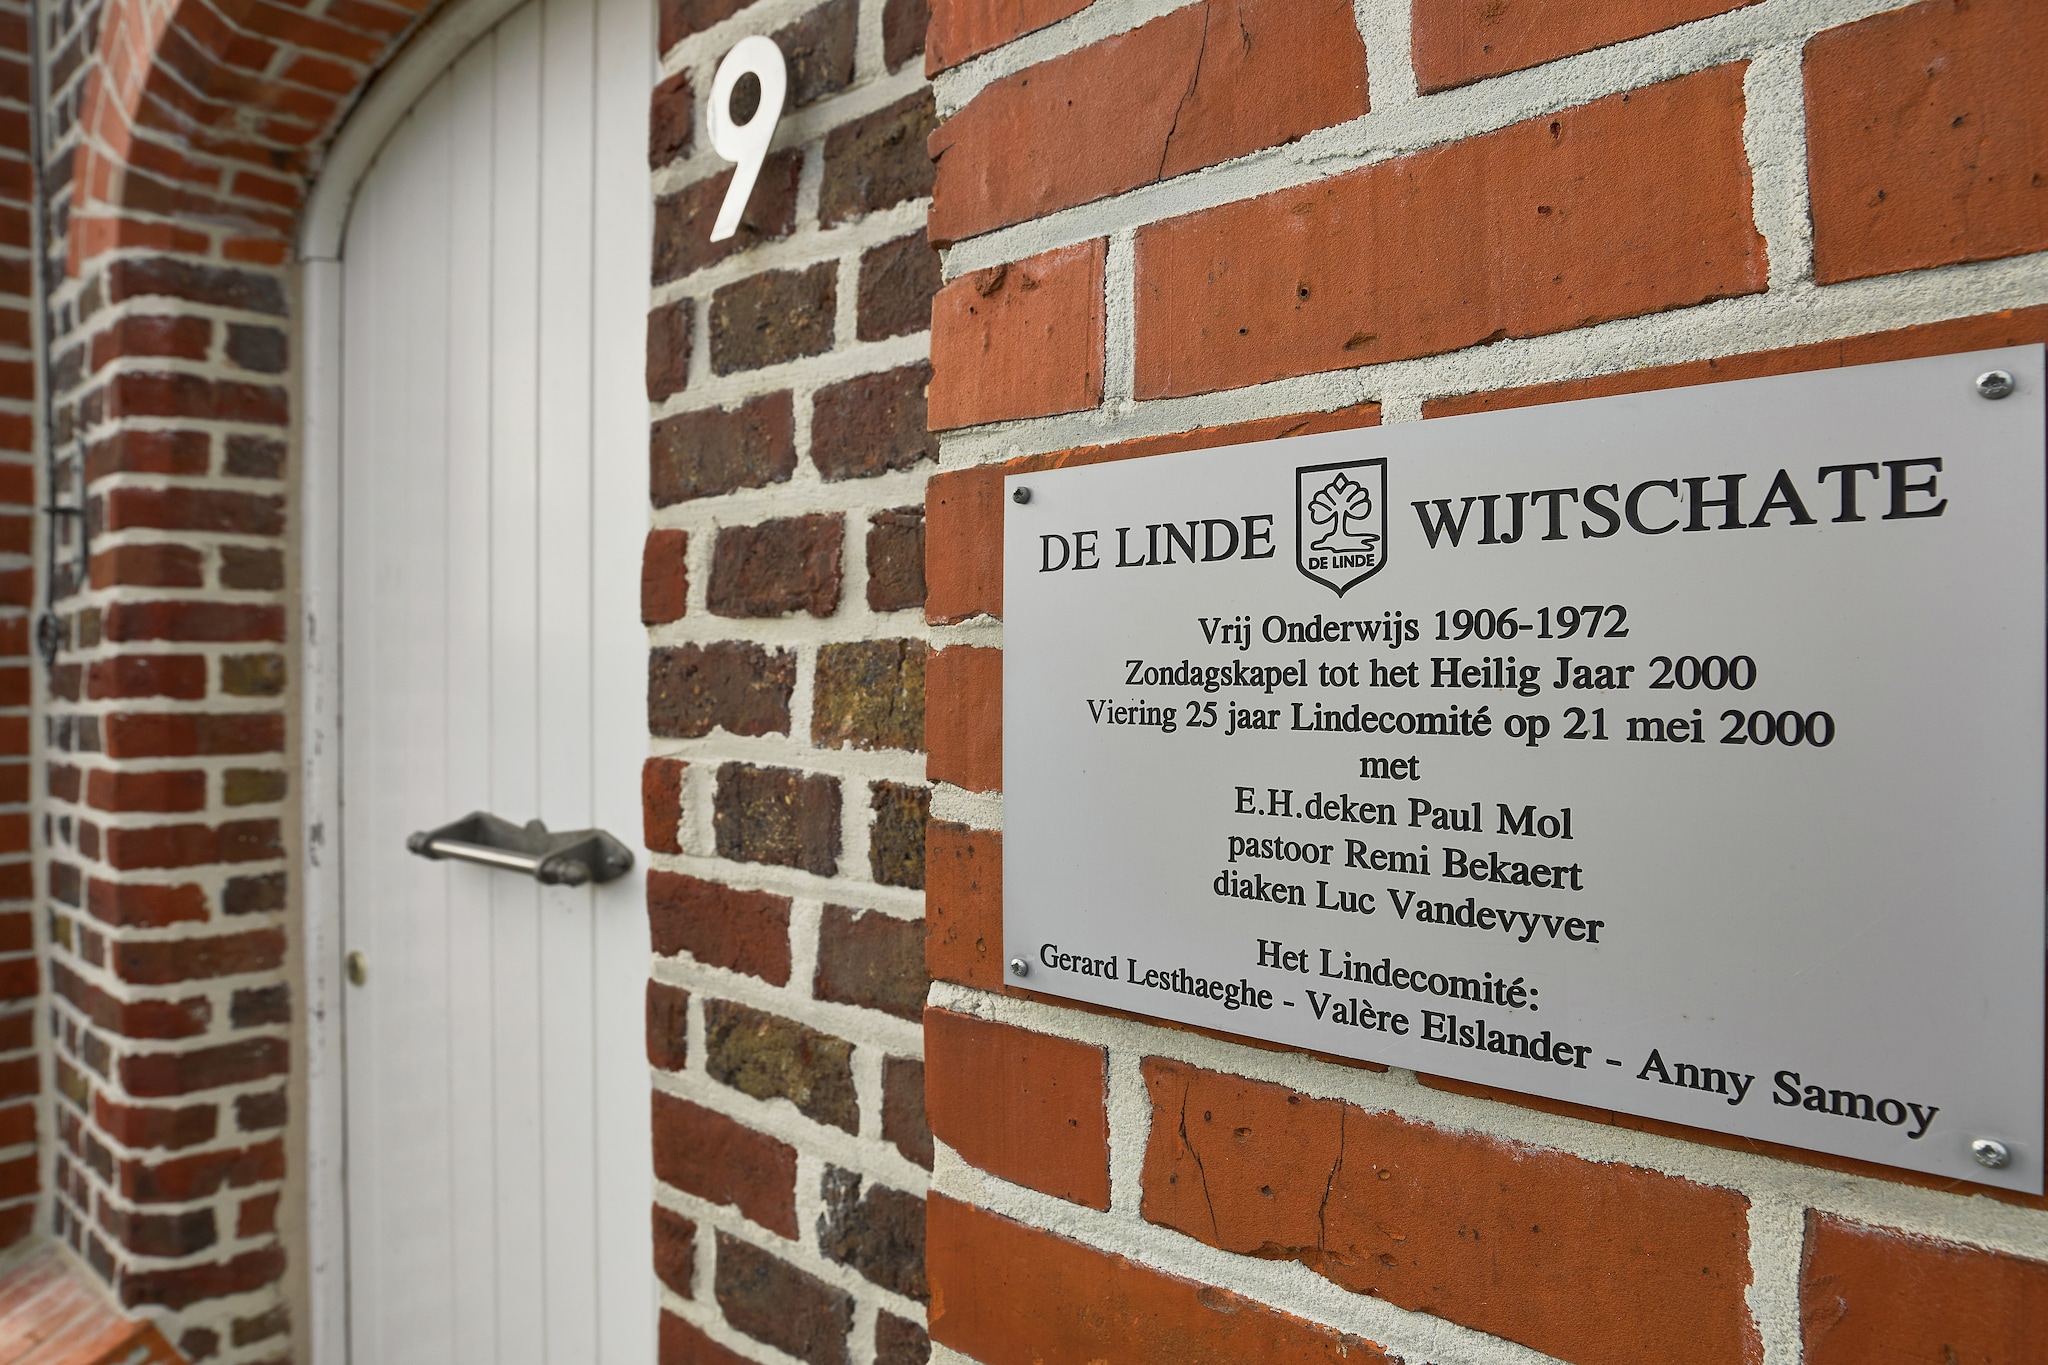 9
DE LINDE DE LINDE WIJTSCHATE
Vrij Onderwijs 1906-1972
Zondagskapel tot het Heilig Jaar 2000
Viering 25 jaar Lindecomité op 21 mei 2000
met
E.H.deken Paul Mol
pastoor Remi Bekaert
diaken Luc Vandevyver
Het Lindecomité:
Gerard Lesthaeghe - Valère Elslander - Anny Samoy